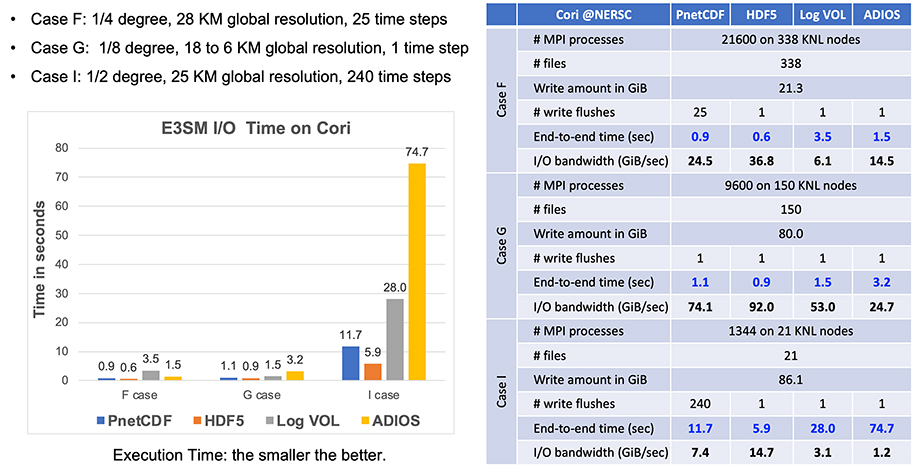 • Case F: 1/4 degree, 28 KM global resolution, 25 time steps
• Case G: 1/8 degree, 18 to 6 KM global resolution, 1 time step
• Case I: 1/2 degree, 25 KM global resolution, 240 time steps
E3SM I/O Time on Cori
Time in seconds
80
70
60
50
40
30
20
10
0
0.9 0.6 3.5 1.5
1.1 0.9 1.5 3.2
11.7 5.9 28.0 74.7
F case G case I case
PnetCDF HDF5 Log VOL ADIOS
Execution Time: the smaller the better.
Cori @NERSC PnetCDF HDF5 Log VOL ADIOS
Case F
# MPI processes 21600 on 338 KNL nodes
# files 338
Write amount in GiB 21.3
# write flushes 25 1 1 1
End-to-end time (sec) 0.9 0.6 3.5 1.5
I/O bandwidth (GiB/sec) 24.5 36.8 6.1 14.5
Case G
# MPI processes 9600 on 150 KNL nodes
# files 150
Write amount in GiB 80.0
# write flushes 1 1 1 1
End-to-end time (sec) 1.1 0.9 1.5 3.2
I/O bandwidth (GiB/sec) 74.1 92.0 53.0 24.7
Case I
# MPI processes 1344 on 21 KNL nodes
# files 21
Write amount in GiB 86.1
# write flushes 240 1 1 1
End-to-end time (sec) 11.7 5.9 28.0 74.7
I/O bandwidth (GiB/sec) 7.4 14.7 3.1 1.2